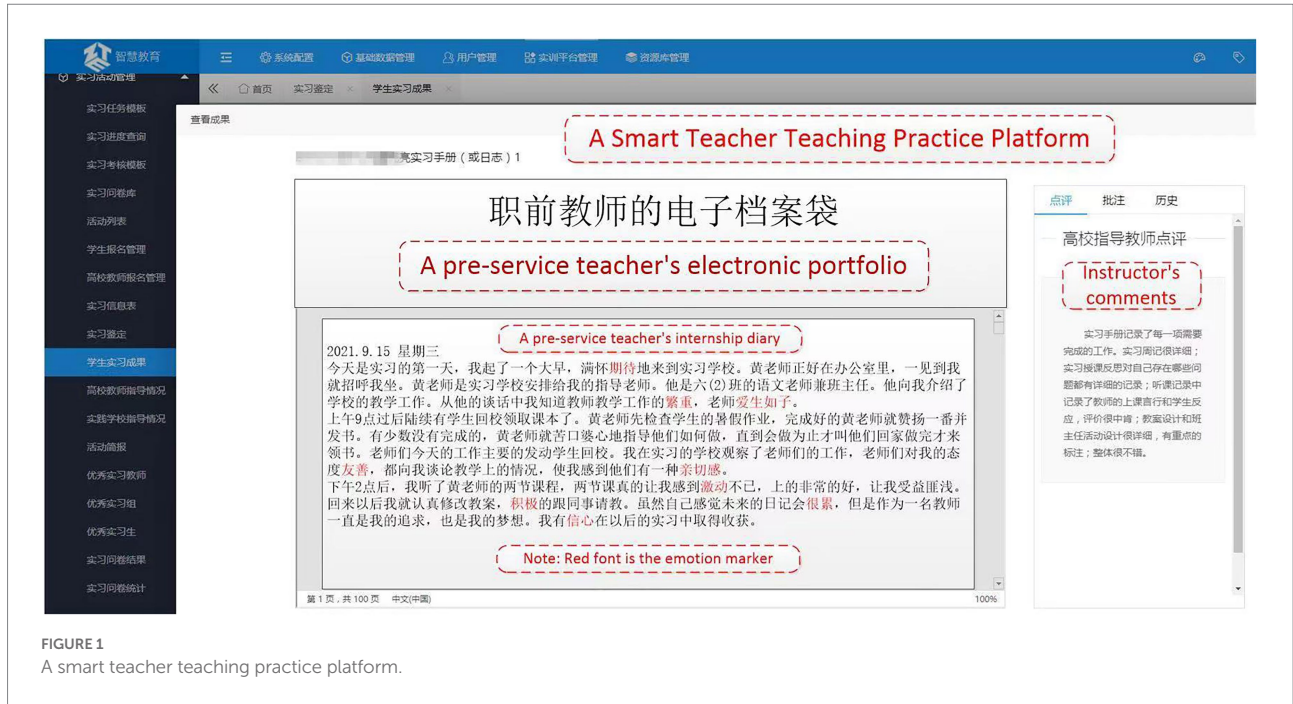 智慧教育
系统配置 基础数据管理 用户管理 实训平台管理 资源库管理
实习活动管理
首页 实习鉴定 × 学生实习成果 ×
实习任务模板
实习进度查询
实习考核模板
实习问卷库
活动列表
学生报名管理
高校教师报名管理
实习信息表
实习鉴定
学生实习成果
高校教师指导情况
实践学校指导情况
活动简报
优秀实习教师
优秀实习组
优秀实习生
实习问卷结果
实习问卷统计
查看成果
A Smart Teacher Teaching Practice Platform
亮实习手册（或日志）1
职前教师的电子档案袋
A pre-service teacher's electronic portfolio
A pre-service teacher's internship diary
2021.9.15 星期三
今天是实习的第一天，我起了一个大早，满怀期待地来到实习学校。黄老师正好在办公室里，一见到我
就招呼我坐。黄老师是实习学校安排给我的指导老师。他是六(2)班的语文老师兼班主任。他向我介绍了
学校的教学工作。从他的谈话中我知道教师教学工作的繁重，老师爱生如子。
上午9点过后陆续有学生回校领取课本了。黄老师先检查学生的暑假作业，完成好的黄老师就赞扬一番并
发书。有少数没有完成的，黄老师就苦口婆心地指导他们如何做，直到会做为止才叫他们回家做完才来
领书。老师们今天的工作主要的发动学生回校。我在实习的学校观察了老师们的工作，老师们对我的态
度友善，都向我谈论教学上的情况，使我感到他们有一种亲切感。
下午2点后，我听了黄老师的两节课程，两节课真的让我感到激动不已，上的非常的好，让我受益匪浅。
回来以后我就认真修改教案，积极的跟同事请教。虽然自己感觉未来的日记会很累，但是作为一名教师
一直是我的追求，也是我的梦想。我有信心在以后的实习中取得收获。
Note: Red font is the emotion marker
第1页，共100页 中文(中国) 100%
点评 批注 历史
高校指导教师点评
Instructor's
comments
实习手册记录了每一项需要
完成的工作。实习周记很详细；
实习授课反思对自己存在哪些问
题都有详细的记录；听课记录中
记录了教师的上课言行和学生反
应，评价很中肯；教案设计和班
主任活动设计很详细，有重点的
标注；整体很不错。
FIGURE 1
A smart teacher teaching practice platform.